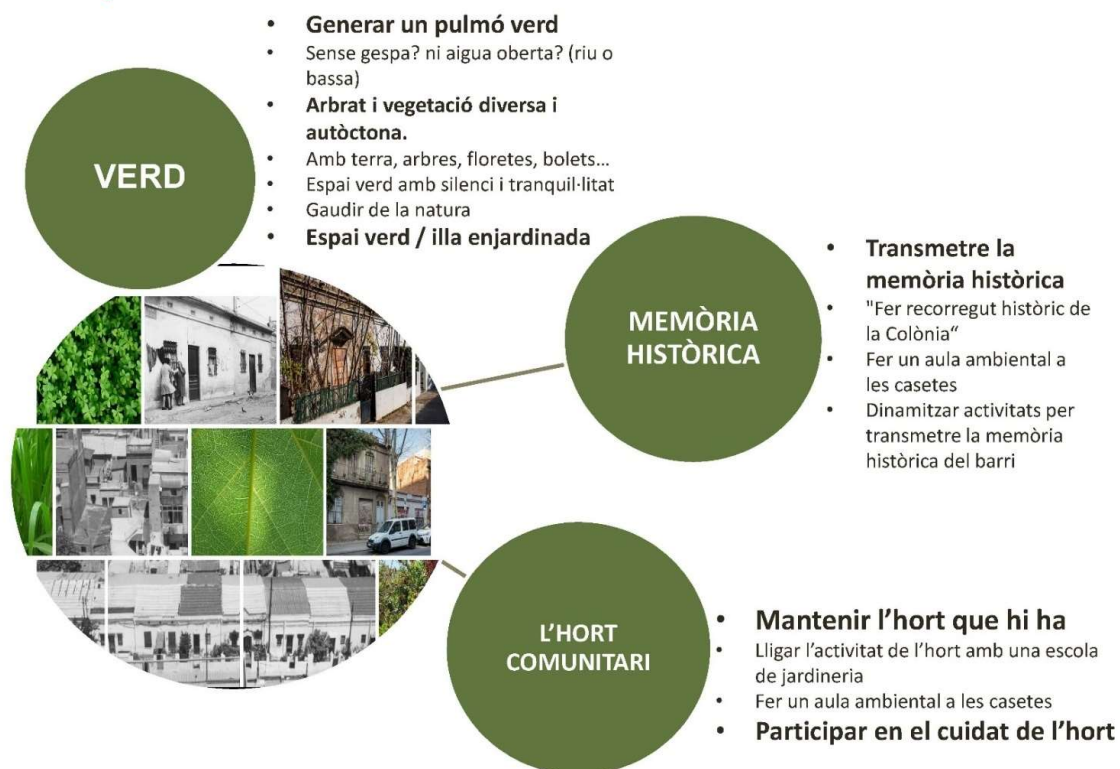 VERD
• Generar un pulmó verd
• Sense gespa? ni aigua oberta? (riu o
bassa)
• Arbrat i vegetació diversa i
autòctona.
• Amb terra, arbres, floretes, bolets...
• Espai verd amb silenci i tranquil·litat
• Gaudir de la natura
• Espai verd / illa enjardinada
MEMÒRIA
HISTÒRICA
• Transmetre la
memòria històrica
• "Fer recorregut històric de
la Colònia“
• Fer un aula ambiental a
les casetes
• Dinamitzar activitats per
transmetre la memòria
històrica del barri
L’HORT
COMUNITARI
• Mantenir l’hort que hi ha
• Lligar l’activitat de l’hort amb una escola
de jardineria
• Fer un aula ambiental a les casetes
• Participar en el cuidat de l’hort